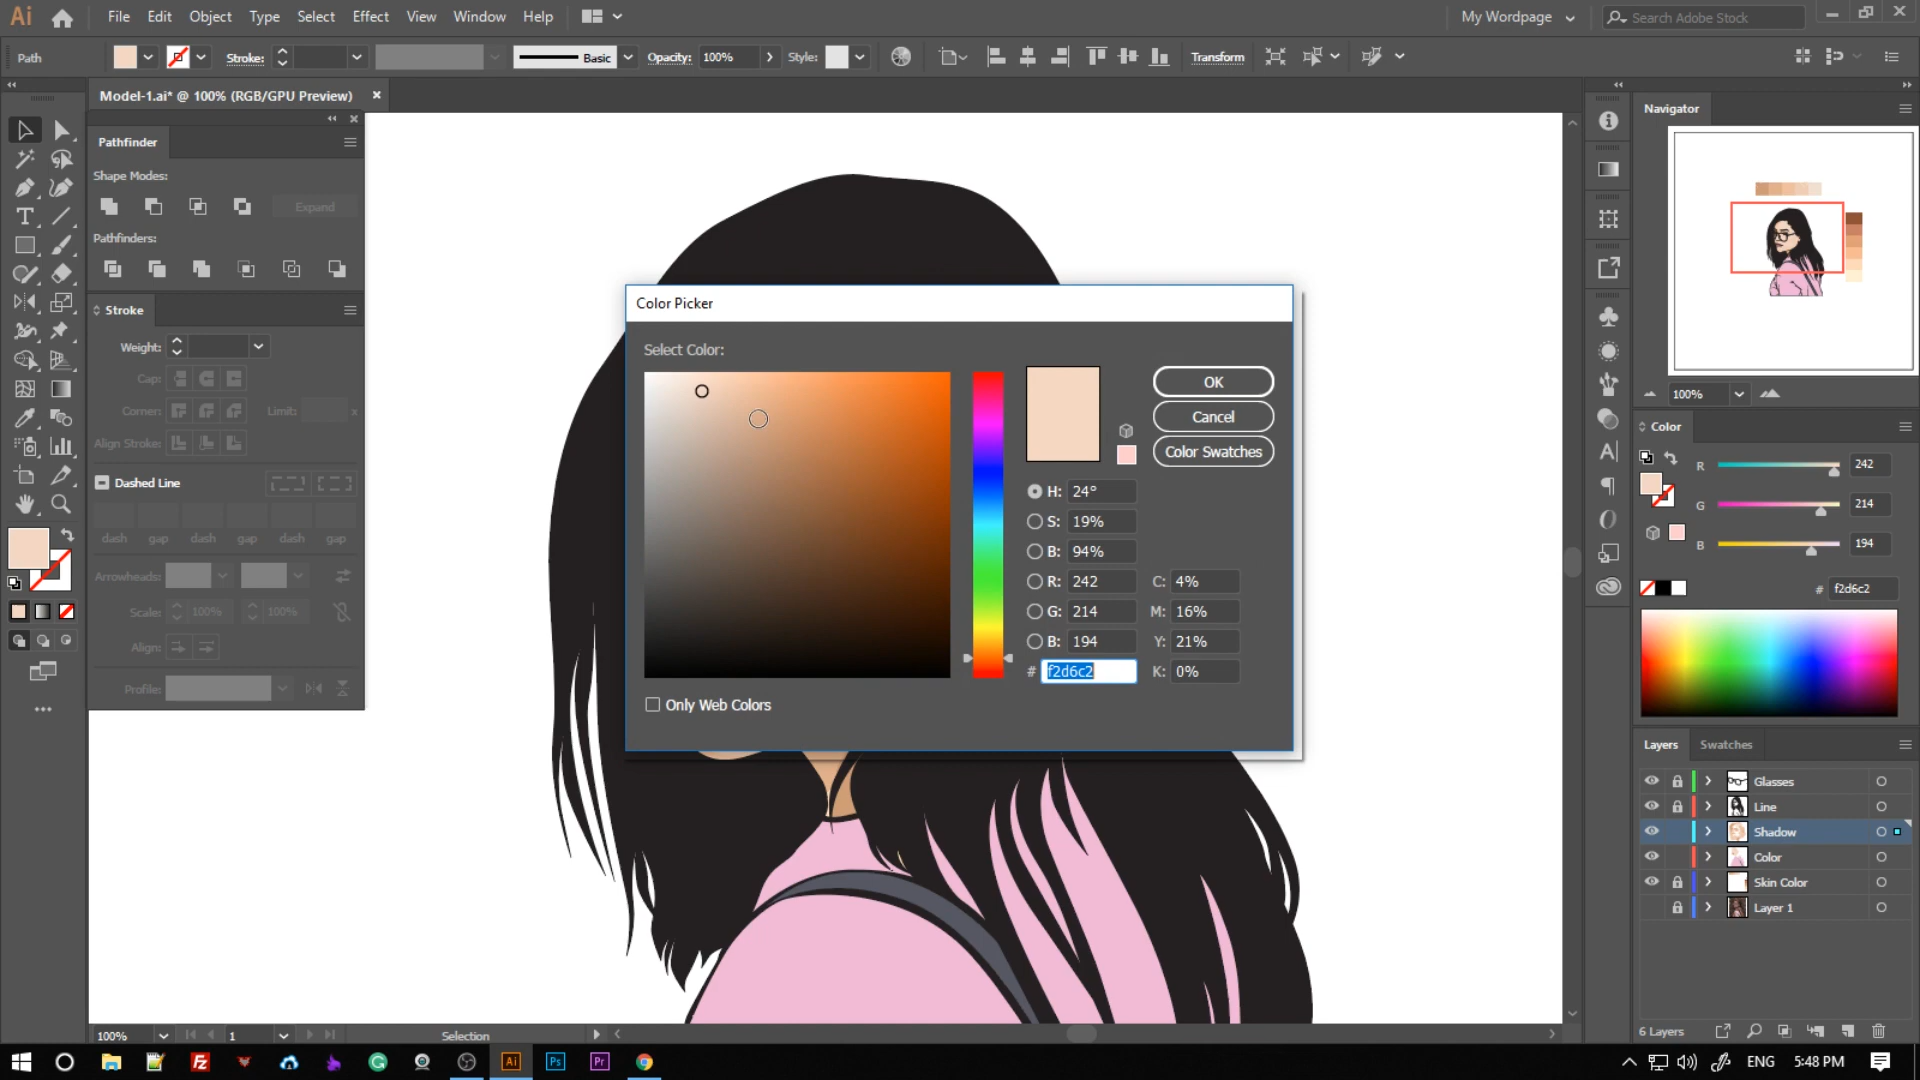 Ai File Edit Object Type Select Effect View Window Help My Wordpage Search Adobe Stock
Path Stroke: Basic Opacity: 100% Style: Transform
Model-1.ai* @ 100% (RGB/GPU Preview)
Pathfinder
Shape Modes:
Expand
Pathfinders:
Stroke
Weight:
Cap:
Corner: Limit: x
Align Stroke:
Dashed Line
dash gap dash gap dash gap
Arrowheads:
Scale: 100% 100%
Align:
Profile:
Color Picker
Select Color:
OK
Cancel
Color Swatches
H: 24°
S: 19%
B: 94%
R: 242 C: 4%
G: 214 M: 16%
B: 194 Y: 21%
# f2d6c2 K: 0%
Only Web Colors
Navigator
100%
Color
R 242
G 214
B 194
# f2d6c2
Layers Swatches
Glasses
Line
Shadow
Color
Skin Color
Layer 1
6 Layers
100% 1 Selection
Fz Ai Ps Pr ENG 5:48 PM